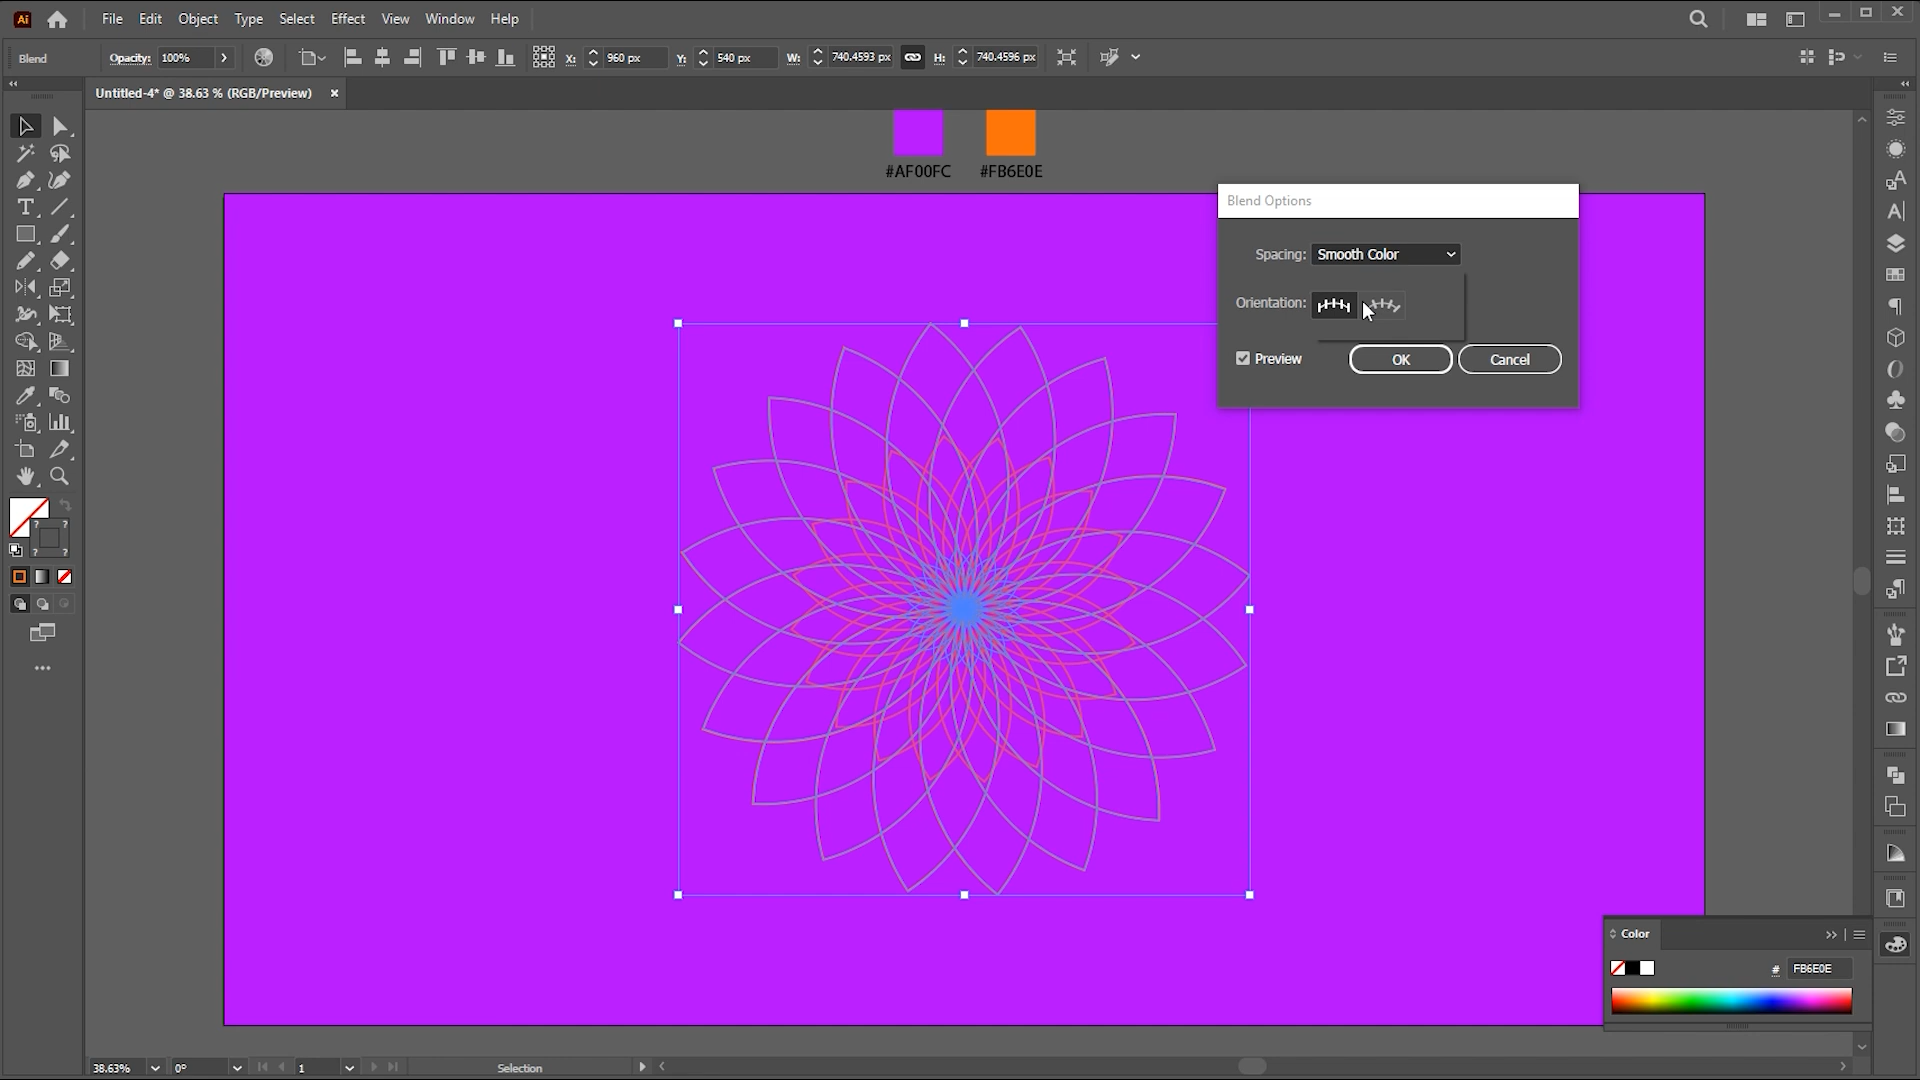 Ai File Edit Object Type Select Effect View Window Help
Blend Opacity: 100% X: 960 px Y: 540 px W: 740.4593 px H: 740.4596 px
Untitled-4* @ 38.63 % (RGB/Preview) ×
#AF00FC #FB6E0E
Blend Options
Spacing: Smooth Color
Orientation:
Preview OK Cancel
? ?
? ?
Color
# FB6E0E
38.63% 0° 1 Selection